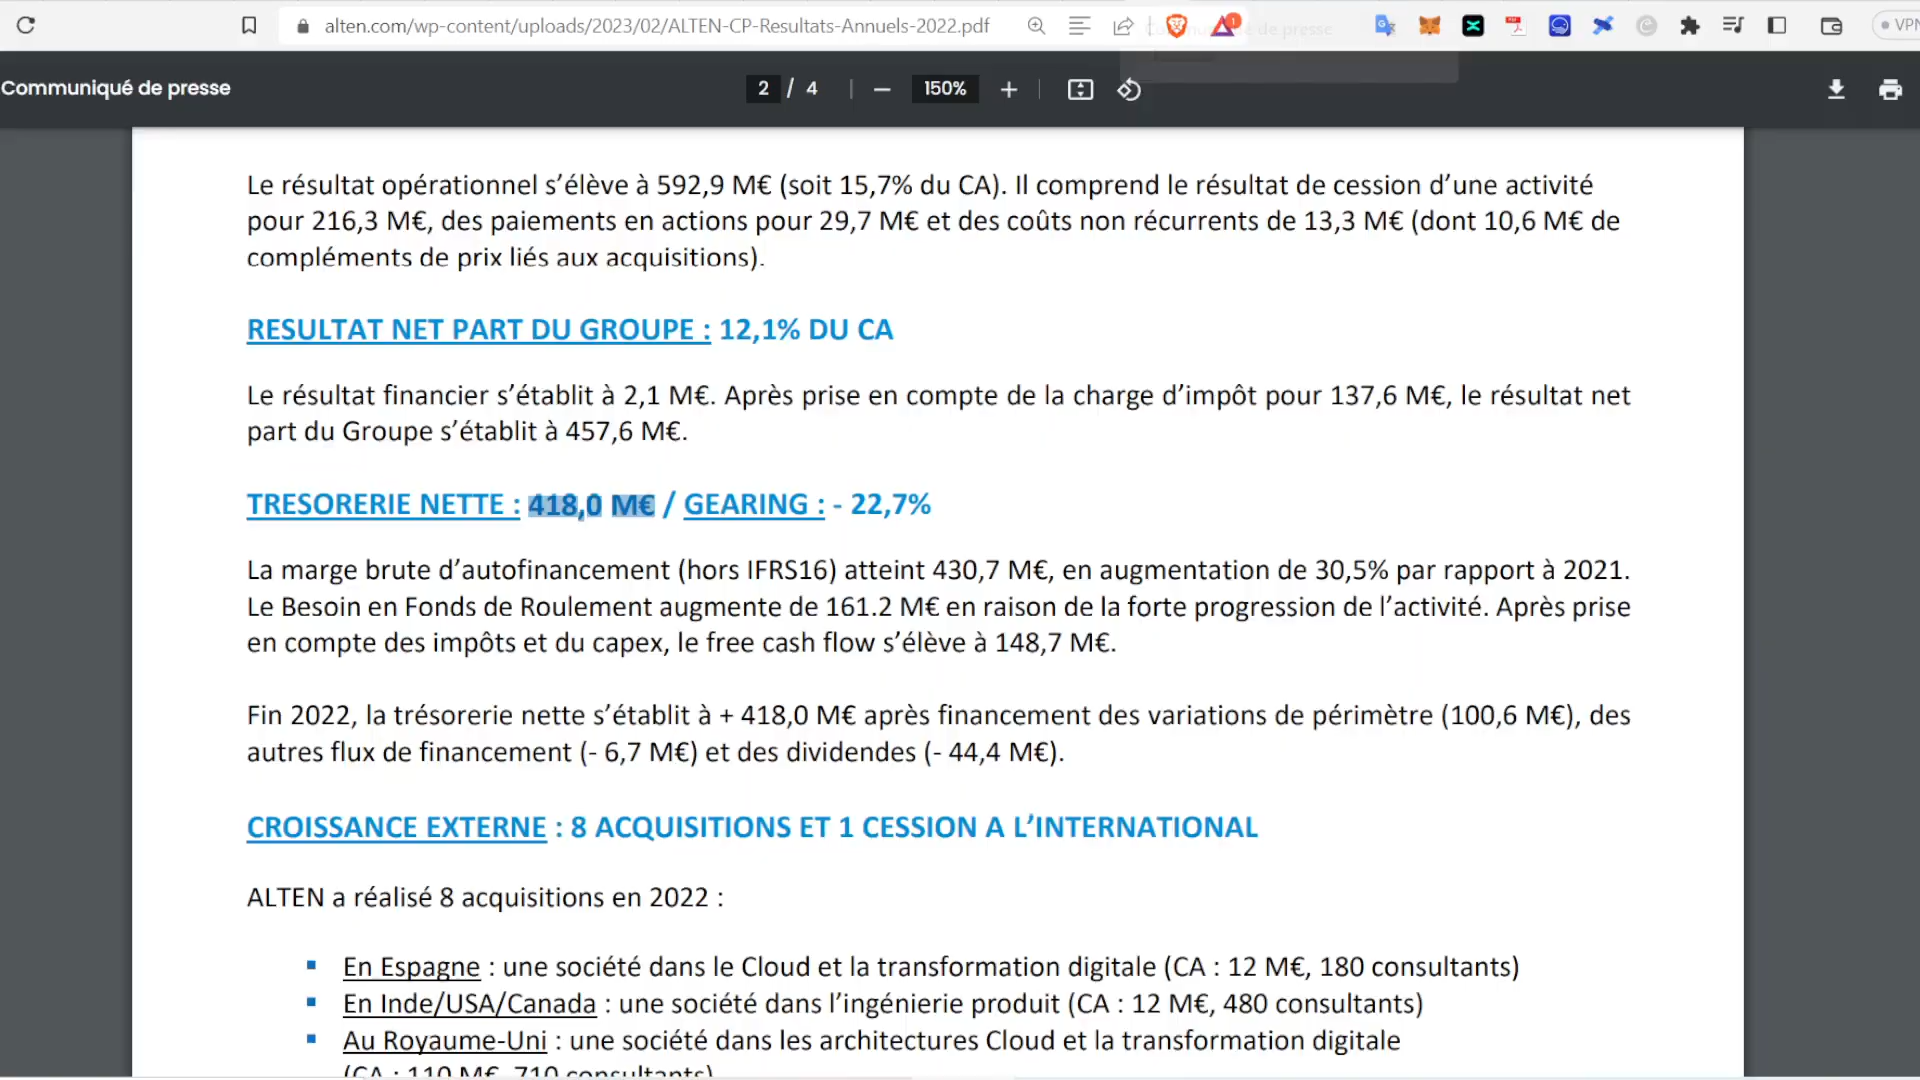 alten.com/wp-content/uploads/2023/02/ALTEN-CP-Resultats-Annuels-2022.pdf
VPN
Communiqué de presse
2 / 4 150%
Le résultat opérationnel s’élève à 592,9 M€ (soit 15,7% du CA). Il comprend le résultat de cession d’une activité
pour 216,3 M€, des paiements en actions pour 29,7 M€ et des coûts non récurrents de 13,3 M€ (dont 10,6 M€ de
compléments de prix liés aux acquisitions).
RESULTAT NET PART DU GROUPE : 12,1% DU CA
Le résultat financier s’établit à 2,1 M€. Après prise en compte de la charge d’impôt pour 137,6 M€, le résultat net
part du Groupe s’établit à 457,6 M€.
TRESORERIE NETTE : 418,0 M€ / GEARING : - 22,7%
La marge brute d’autofinancement (hors IFRS16) atteint 430,7 M€, en augmentation de 30,5% par rapport à 2021.
Le Besoin en Fonds de Roulement augmente de 161.2 M€ en raison de la forte progression de l’activité. Après prise
en compte des impôts et du capex, le free cash flow s’élève à 148,7 M€.
Fin 2022, la trésorerie nette s’établit à + 418,0 M€ après financement des variations de périmètre (100,6 M€), des
autres flux de financement (- 6,7 M€) et des dividendes (- 44,4 M€).
CROISSANCE EXTERNE : 8 ACQUISITIONS ET 1 CESSION A L’INTERNATIONAL
ALTEN a réalisé 8 acquisitions en 2022 :
▪ En Espagne : une société dans le Cloud et la transformation digitale (CA : 12 M€, 180 consultants)
▪ En Inde/USA/Canada : une société dans l’ingénierie produit (CA : 12 M€, 480 consultants)
▪ Au Royaume-Uni : une société dans les architectures Cloud et la transformation digitale
(CA : 110 M€, 710 consultants)